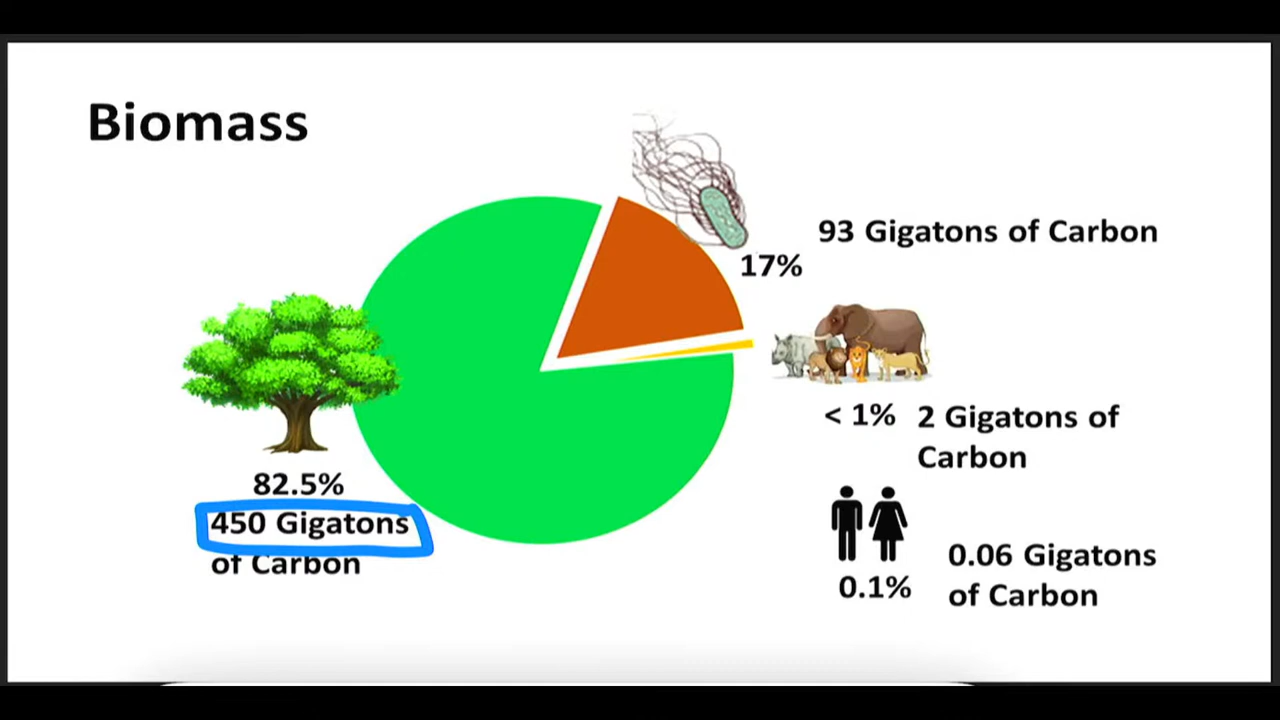 Biomass
93 Gigatons of Carbon
17%
< 1%
2 Gigatons of
Carbon
82.5%
450 Gigatons
of Carbon
0.1%
0.06 Gigatons
of Carbon